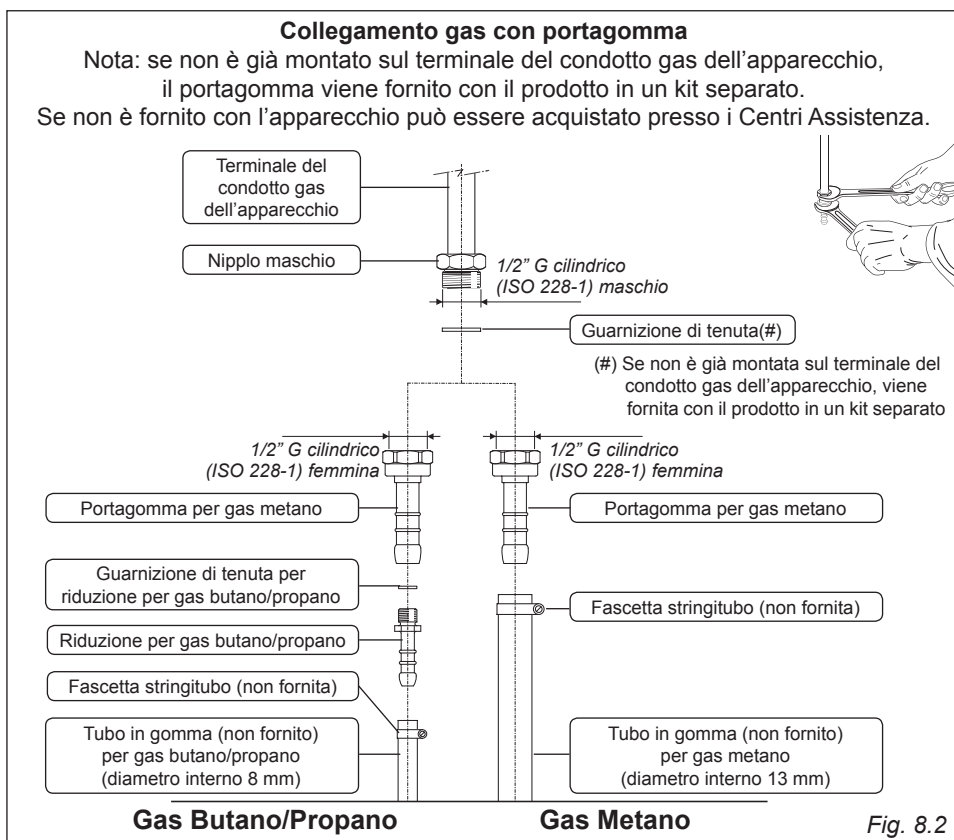 Collegamento gas con portagomma
Nota: se non è già montato sul terminale del condotto gas dell'apparecchio,
il portagomma viene fornito con il prodotto in un kit separato.
Se non è fornito con l'apparecchio può essere acquistato presso i Centri Assistenza.
Terminale del
condotto gas
dell'apparecchio
Nipplo maschio
1/2" G cilindrico
(ISO 228-1) maschio
Guarnizione di tenuta(#)
(#) Se non è già montata sul terminale del
condotto gas dell'apparecchio, viene
fornita con il prodotto in un kit separato
1/2" G cilindrico
(ISO 228-1) femmina
1/2" G cilindrico
(ISO 228-1) femmina
Portagomma per gas metano
Portagomma per gas metano
Guarnizione di tenuta per
riduzione per gas butano/propano
Fascetta stringitubo (non fornita)
Riduzione per gas butano/propano
Fascetta stringitubo (non fornita)
Tubo in gomma (non fornito)
per gas butano/propano
(diametro interno 8 mm)
Tubo in gomma (non fornito)
per gas metano
(diametro interno 13 mm)
Gas Butano/Propano
Gas Metano
Fig. 8.2